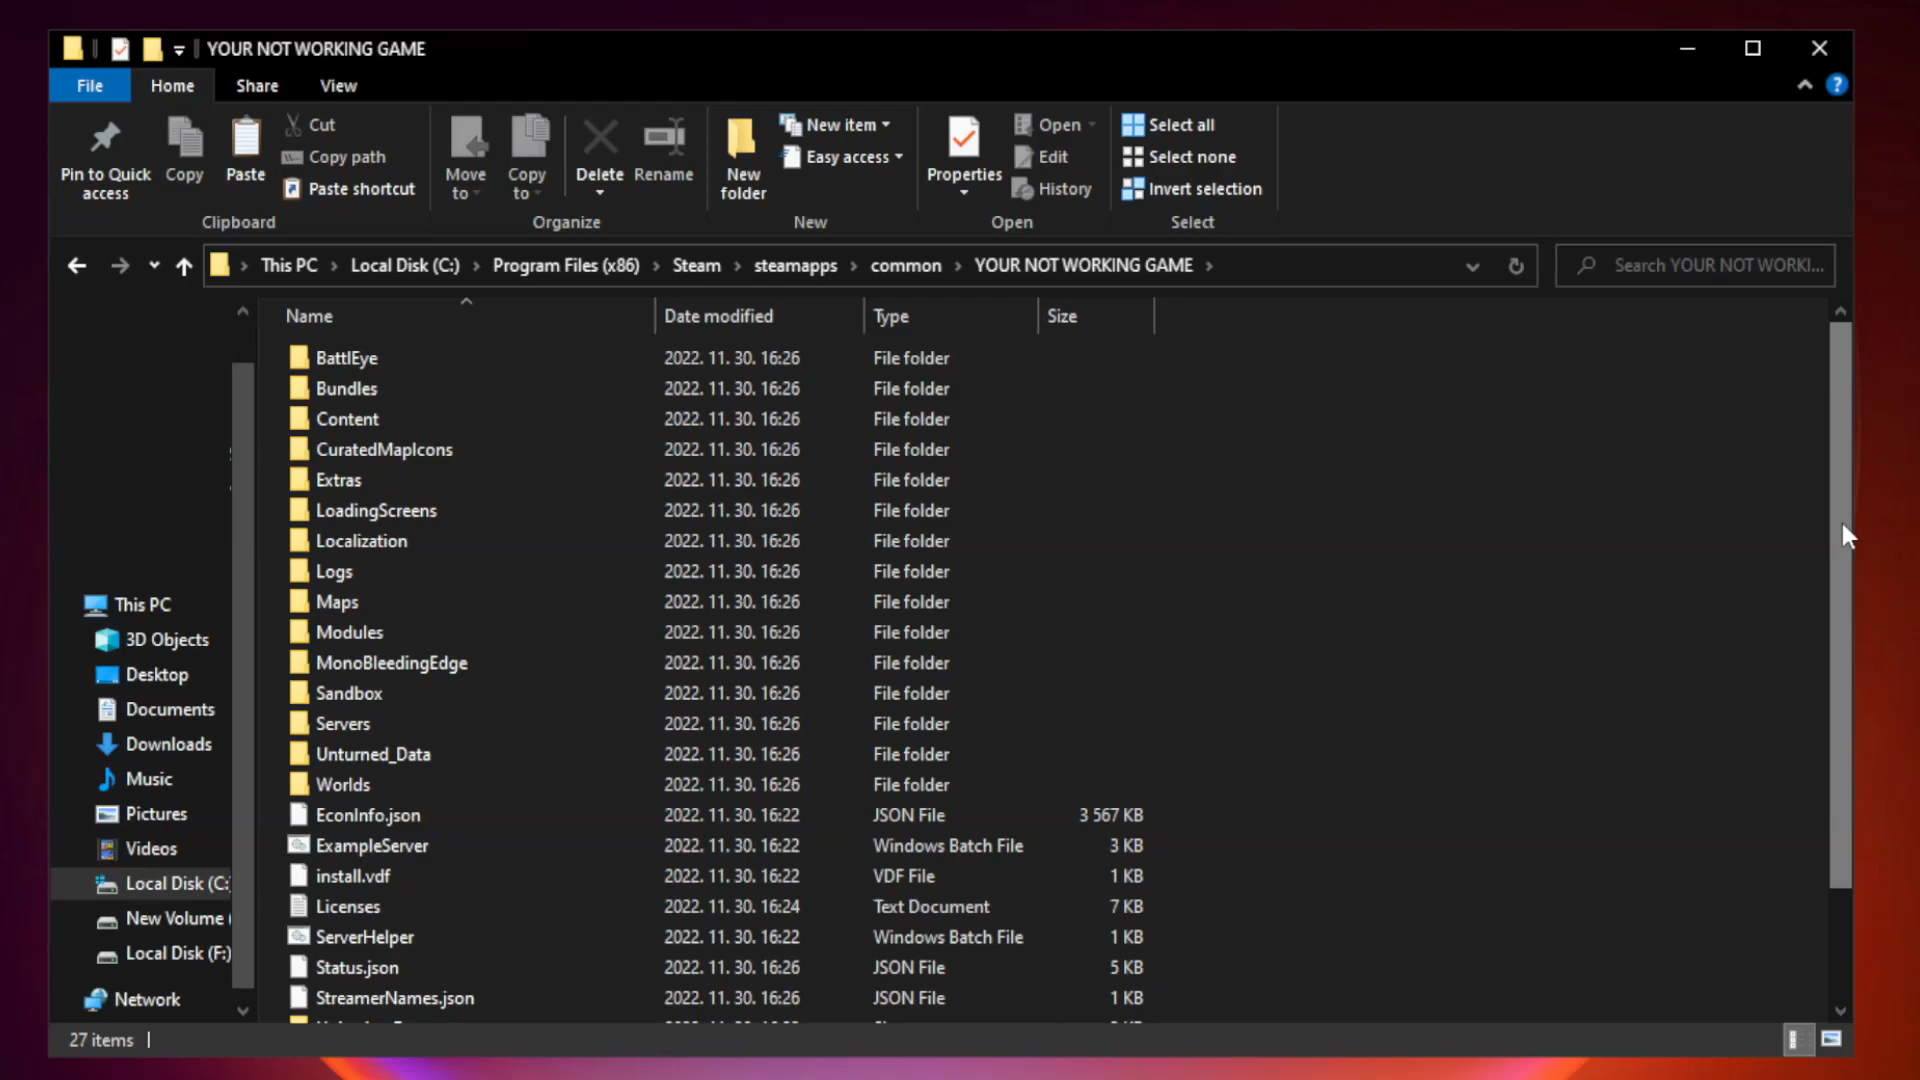 YOUR NOT WORKING GAME
File Home Share View
Pin to Quick access
Copy
Paste
Cut
Copy path
Paste shortcut
Clipboard
Move to
Copy to
Delete
Rename
Organize
New folder
New item
Easy access
New
Properties
Open
Edit
History
Open
Select all
Select none
Invert selection
Select
This PC > Local Disk (C:) > Program Files (x86) > Steam > steamapps > common > YOUR NOT WORKING GAME >
Search YOUR NOT WORKI...
This PC
3D Objects
Desktop
Documents
Downloads
Music
Pictures
Videos
Local Disk (C:
New Volume (
Local Disk (F:)
Network
Name Date modified Type Size
BattlEye 2022. 11. 30. 16:26 File folder
Bundles 2022. 11. 30. 16:26 File folder
Content 2022. 11. 30. 16:26 File folder
CuratedMapIcons 2022. 11. 30. 16:26 File folder
Extras 2022. 11. 30. 16:26 File folder
LoadingScreens 2022. 11. 30. 16:26 File folder
Localization 2022. 11. 30. 16:26 File folder
Logs 2022. 11. 30. 16:26 File folder
Maps 2022. 11. 30. 16:26 File folder
Modules 2022. 11. 30. 16:26 File folder
MonoBleedingEdge 2022. 11. 30. 16:26 File folder
Sandbox 2022. 11. 30. 16:26 File folder
Servers 2022. 11. 30. 16:26 File folder
Unturned_Data 2022. 11. 30. 16:26 File folder
Worlds 2022. 11. 30. 16:26 File folder
EconInfo.json 2022. 11. 30. 16:22 JSON File 3 567 KB
ExampleServer 2022. 11. 30. 16:22 Windows Batch File 3 KB
install.vdf 2022. 11. 30. 16:22 VDF File 1 KB
Licenses 2022. 11. 30. 16:24 Text Document 7 KB
ServerHelper 2022. 11. 30. 16:22 Windows Batch File 1 KB
Status.json 2022. 11. 30. 16:26 JSON File 5 KB
StreamerNames.json 2022. 11. 30. 16:26 JSON File 1 KB
27 items